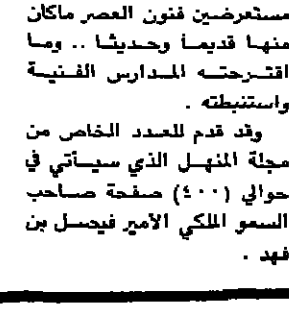 مستعرضين فنون العصر ماكان
منها قديما وحديثا .. وما
اقترحته المدارس الفنية
واستنبطته .
وقد قدم للعدد الخاص من
مجلة المنهل الذي سيأتي في
حوالي (٤٠٠) صفحة صاحب
السمو الملكي الأمير فيصل بن
فهد .